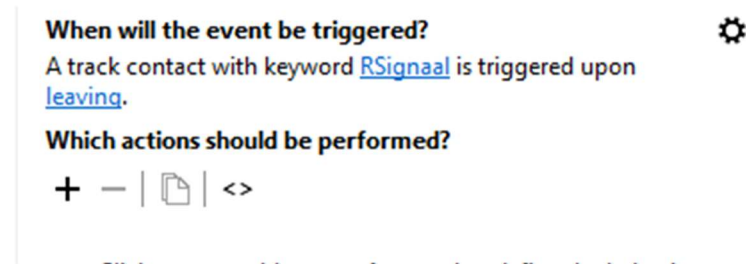 When will the event be triggered?
A track contact with keyword RSignaal is triggered upon
leaving.
Which actions should be performed?